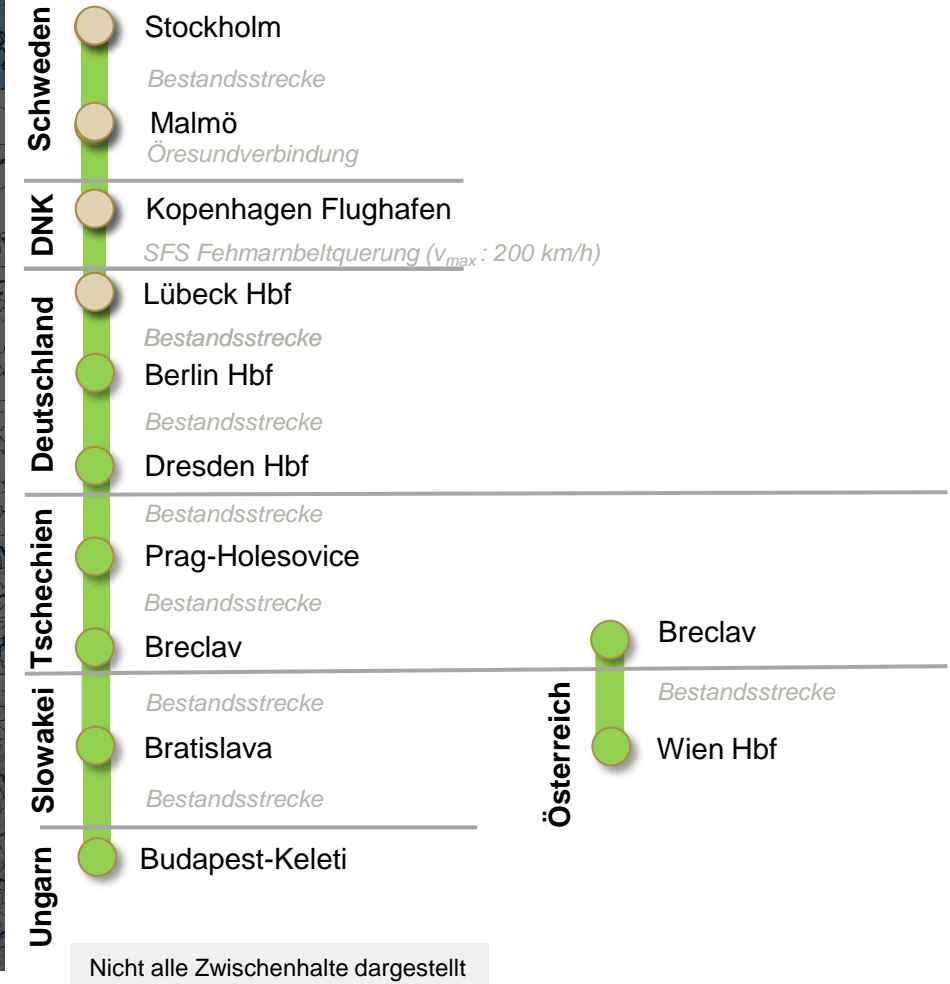 Schweden
Stockholm
Bestandsstrecke
Malmö
Öresundverbindung
DNK
Kopenhagen Flughafen
SFS Fehmarnbeltquerung (vmax : 200 km/h)
Deutschland
Lübeck Hbf
Bestandsstrecke
Berlin Hbf
Bestandsstrecke
Dresden Hbf
Tschechien
Bestandsstrecke
Prag-Holesovice
Bestandsstrecke
Breclav
Slowakei
Bestandsstrecke
Bratislava
Bestandsstrecke
Ungarn
Budapest-Keleti
Breclav
Österreich
Bestandsstrecke
Wien Hbf
Nicht alle Zwischenhalte dargestellt